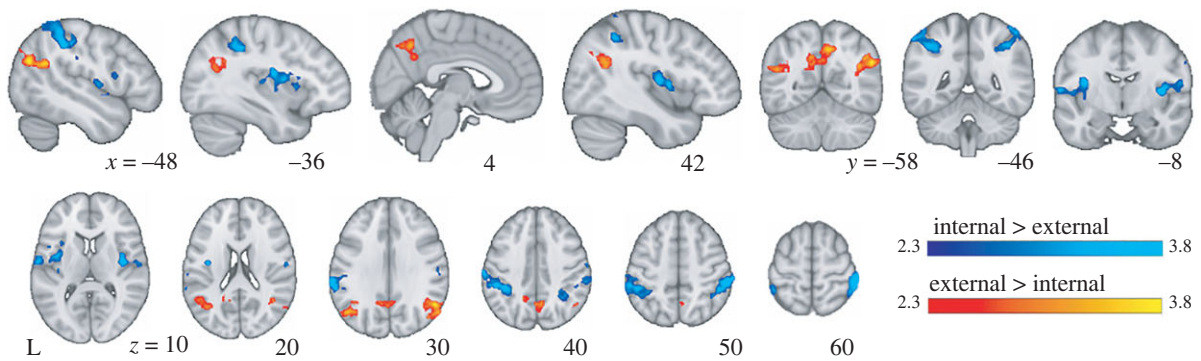 x = –48
–36
4
42
y = –58
–46
–8
internal > external
2.3
3.8
external > internal
2.3
3.8
L
z = 10
20
30
40
50
60